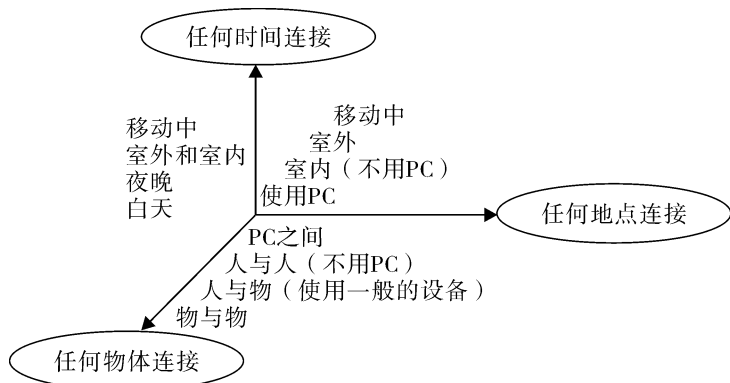 任何时间连接
移动中
室外和室内
夜晚
白天
移动中
室外
室内（不用PC）
使用PC
任何地点连接
PC之间
人与人（不用PC）
人与物（使用一般的设备）
物与物
任何物体连接